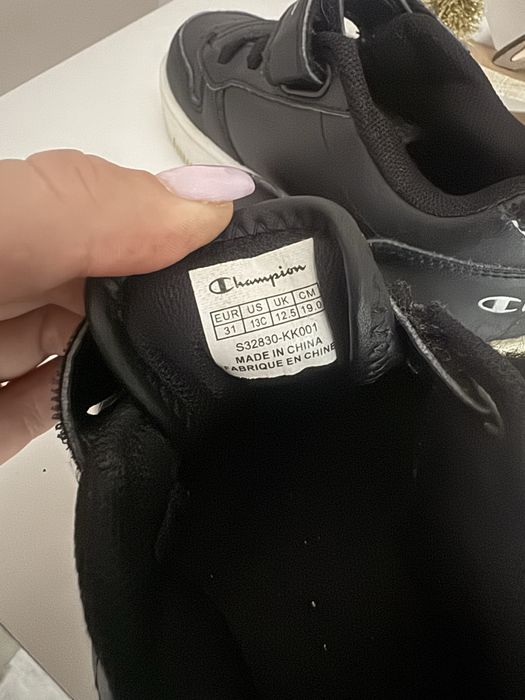 Champion
EUR US UK CM
31 13C 12.5 19.0
S32830-KK001
MADE IN CHINA
FABRIQUE EN CHINE